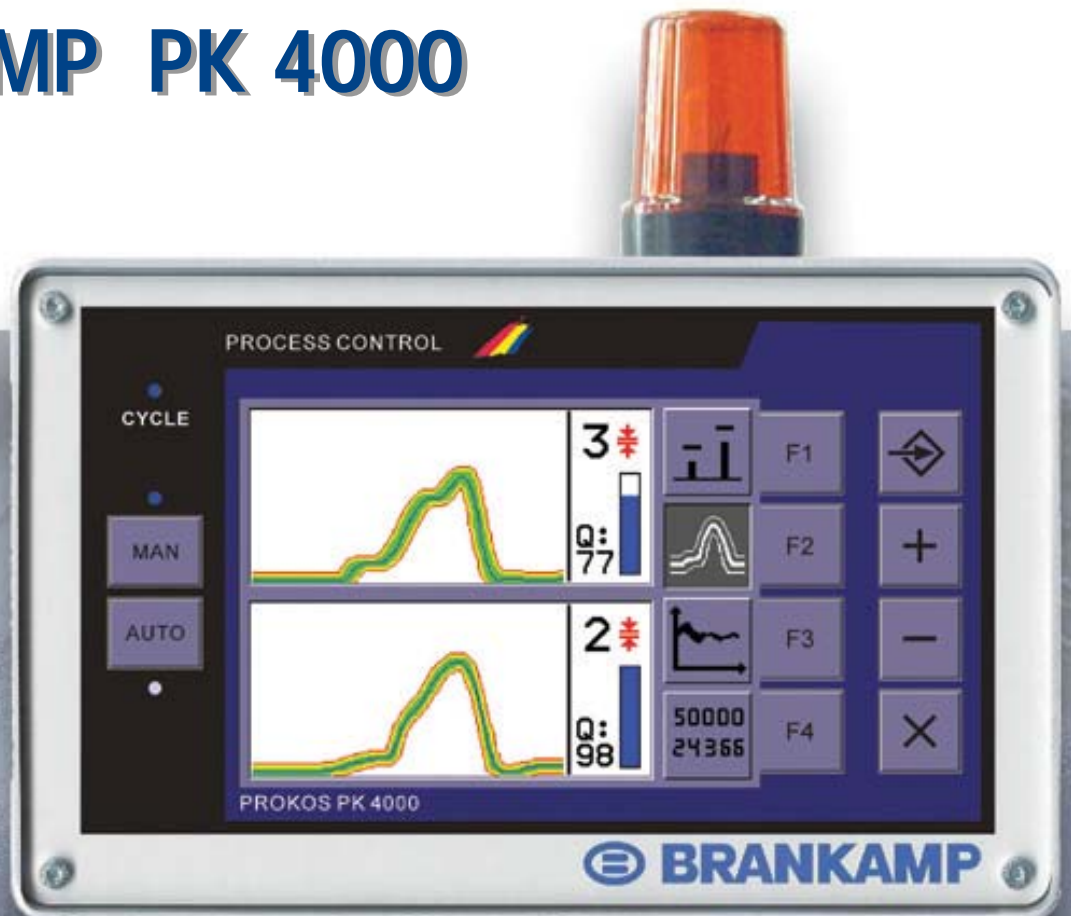 MP PK 4000
PROCESS CONTROL
CYCLE
MAN
AUTO
3
Q:
77
2
Q:
98
50000
24366
F1
F2
F3
F4
+
−
×
PROKOS PK 4000
BRANKAMP